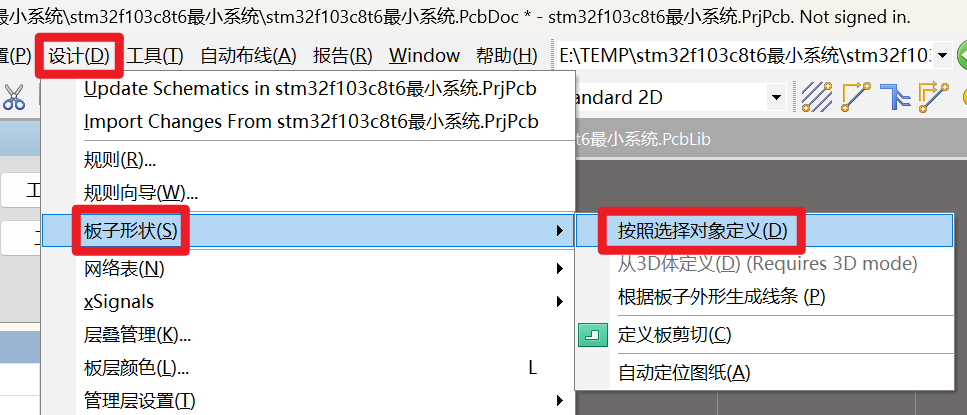 小系统\stm32f103c8t6最小系统\stm32f103c8t6最小系统.PcbDoc * - stm32f103c8t6最小系统.PrjPcb. Not signed in.
置(P) 设计(D) 工具(T) 自动布线(A) 报告(R) Window 帮助(H) E:\TEMP\stm32f103c8t6最小系统\stm32f103
Update Schematics in stm32f103c8t6最小系统.PrjPcb
andard 2D
Import Changes From stm32f103c8t6最小系统.PrjPcb
t6最小系统.PcbLib
规则(R)...
规则向导(W)...
板子形状(S)
按照选择对象定义(D)
从3D体定义(D) (Requires 3D mode)
网络表(N)
根据板子外形生成线条 (P)
xSignals
层叠管理(K)...
定义板剪切(C)
板层颜色(L)... L
自动定位图纸(A)
管理层设置(T)